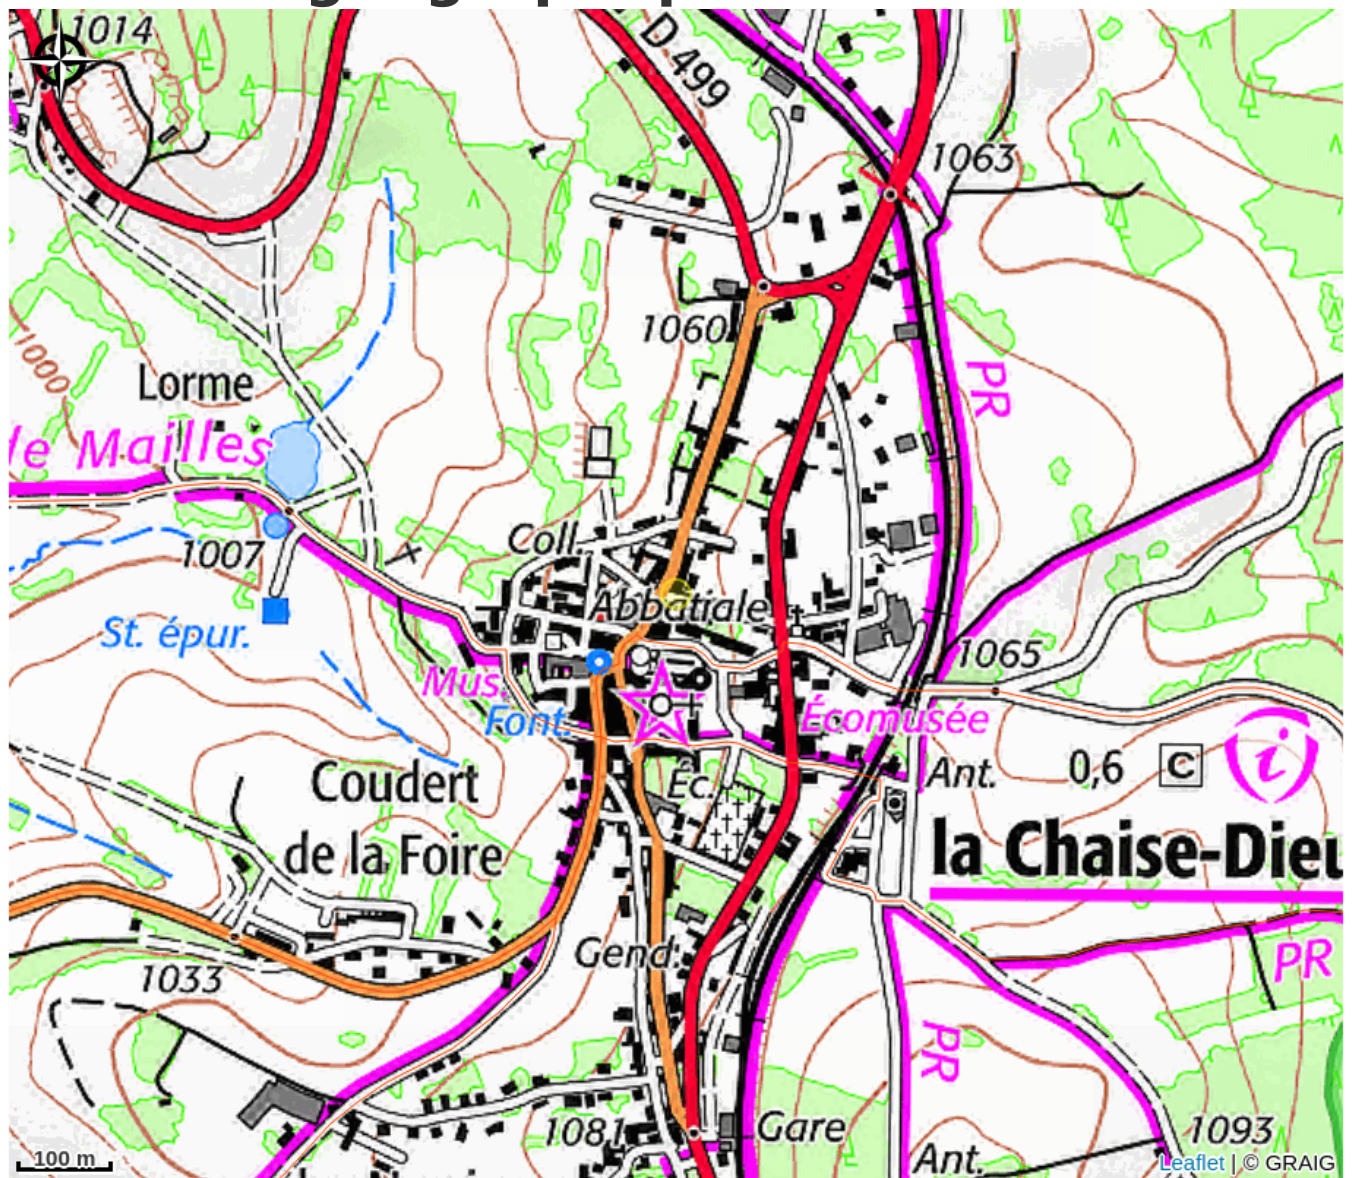 1014
D 499
1063
1060
PR
1000
Lorme
de Mailles
Coll.
1007
Abbatiale
St. épur.
1065
Mus.
Font.
Écomusée
Éc.
Ant.
0,6 C i
Coudert
de la Foire
la Chaise-Dieu
Gend.
PR
1033
PR
1081
Gare
1093
Ant.
100 m
Leaflet | © GRAIG